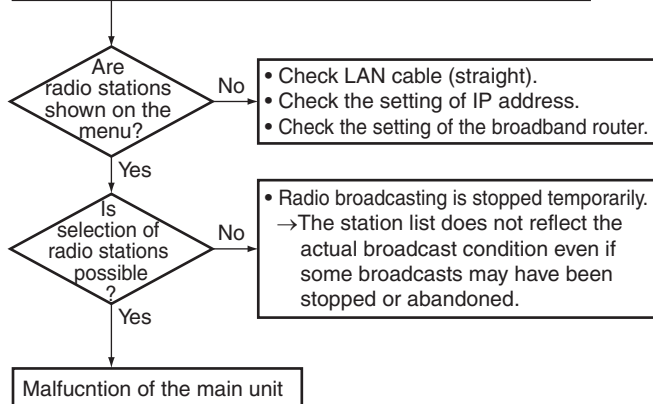 Are
radio stations
shown on the
menu?
No
• Check LAN cable (straight).
• Check the setting of IP address.
• Check the setting of the broadband router.
Yes
Is
selection of
radio stations
possible
?
No
• Radio broadcasting is stopped temporarily.
→The station list does not reflect the
actual broadcast condition even if
some broadcasts may have been
stopped or abandoned.
Yes
Malfucntion of the main unit